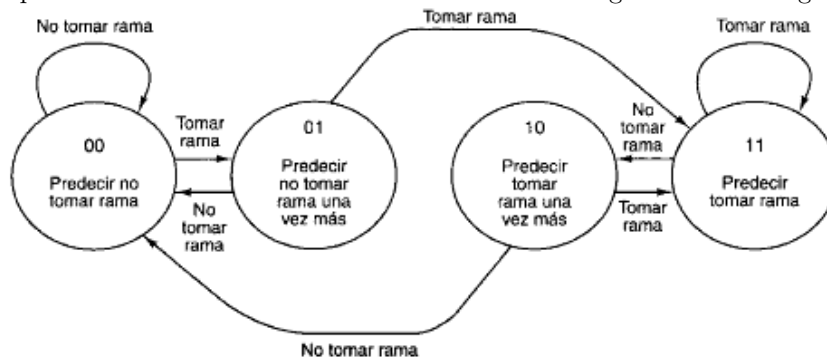 Tomar rama
No tomar rama
Tomar rama
00
Predecir no
tomar rama
Tomar
rama
No
tomar
rama
01
Predecir
no tomar
rama una
vez más
10
Predecir
tomar
rama una
vez más
No
tomar
rama
Tomar
rama
11
Predecir
tomar rama
No tomar rama